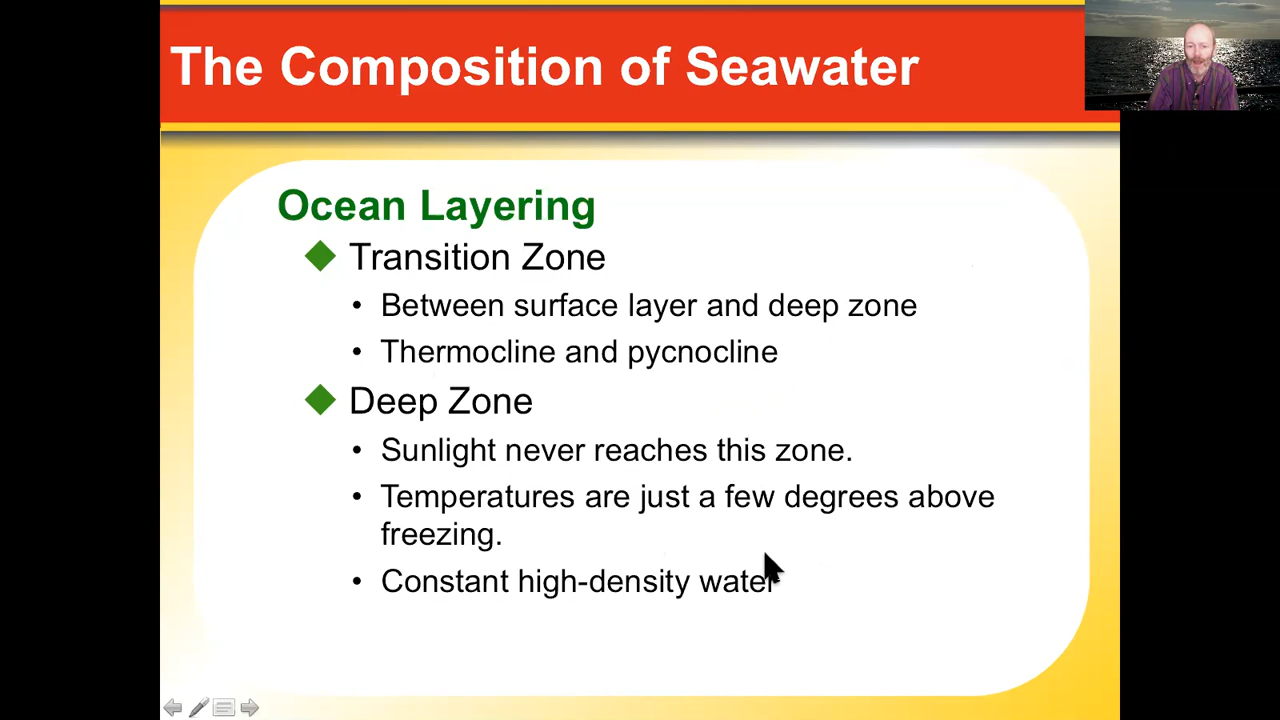 The Composition of Seawater
Ocean Layering
Transition Zone
• Between surface layer and deep zone
• Thermocline and pycnocline
Deep Zone
• Sunlight never reaches this zone.
• Temperatures are just a few degrees above
freezing.
• Constant high-density water